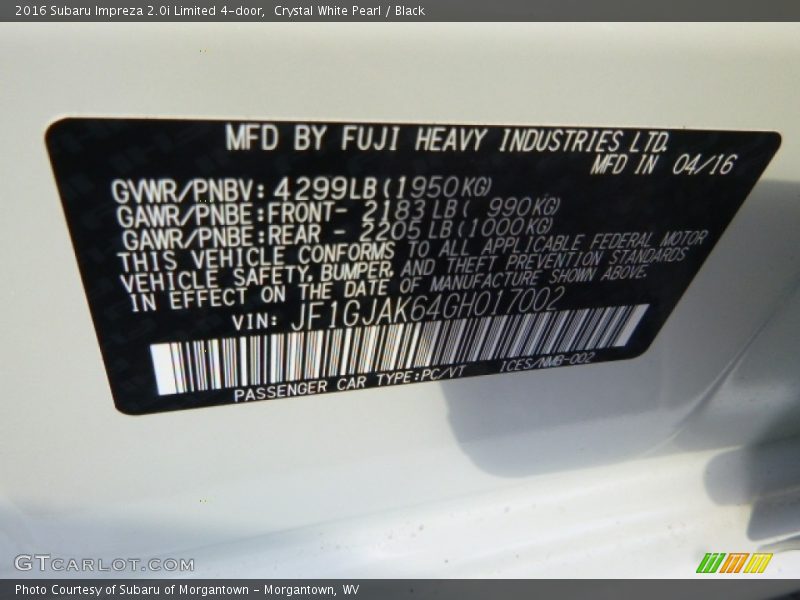 2016 Subaru Impreza 2.0i Limited 4-door,  Crystal White Pearl / Black
MFD BY FUJI HEAVY INDUSTRIES LTD.
MFD IN 04/16
GVWR/PNBV: 4299LB(1950KG)
GAWR/PNBE:FRONT- 2183 LB( 990KG)
GAWR/PNBE:REAR - 2205 LB(1000KG)
THIS VEHICLE CONFORMS TO ALL APPLICABLE FEDERAL MOTOR
VEHICLE SAFETY, BUMPER, AND THEFT PREVENTION STANDARDS
IN EFFECT ON THE DATE OF MANUFACTURE SHOWN ABOVE.
VIN: JF1GJAK64GH017002
PASSENGER CAR TYPE:PC/VT ICES/NMB-002
GTCarLot.com
Photo Courtesy of Subaru of Morgantown - Morgantown, WV